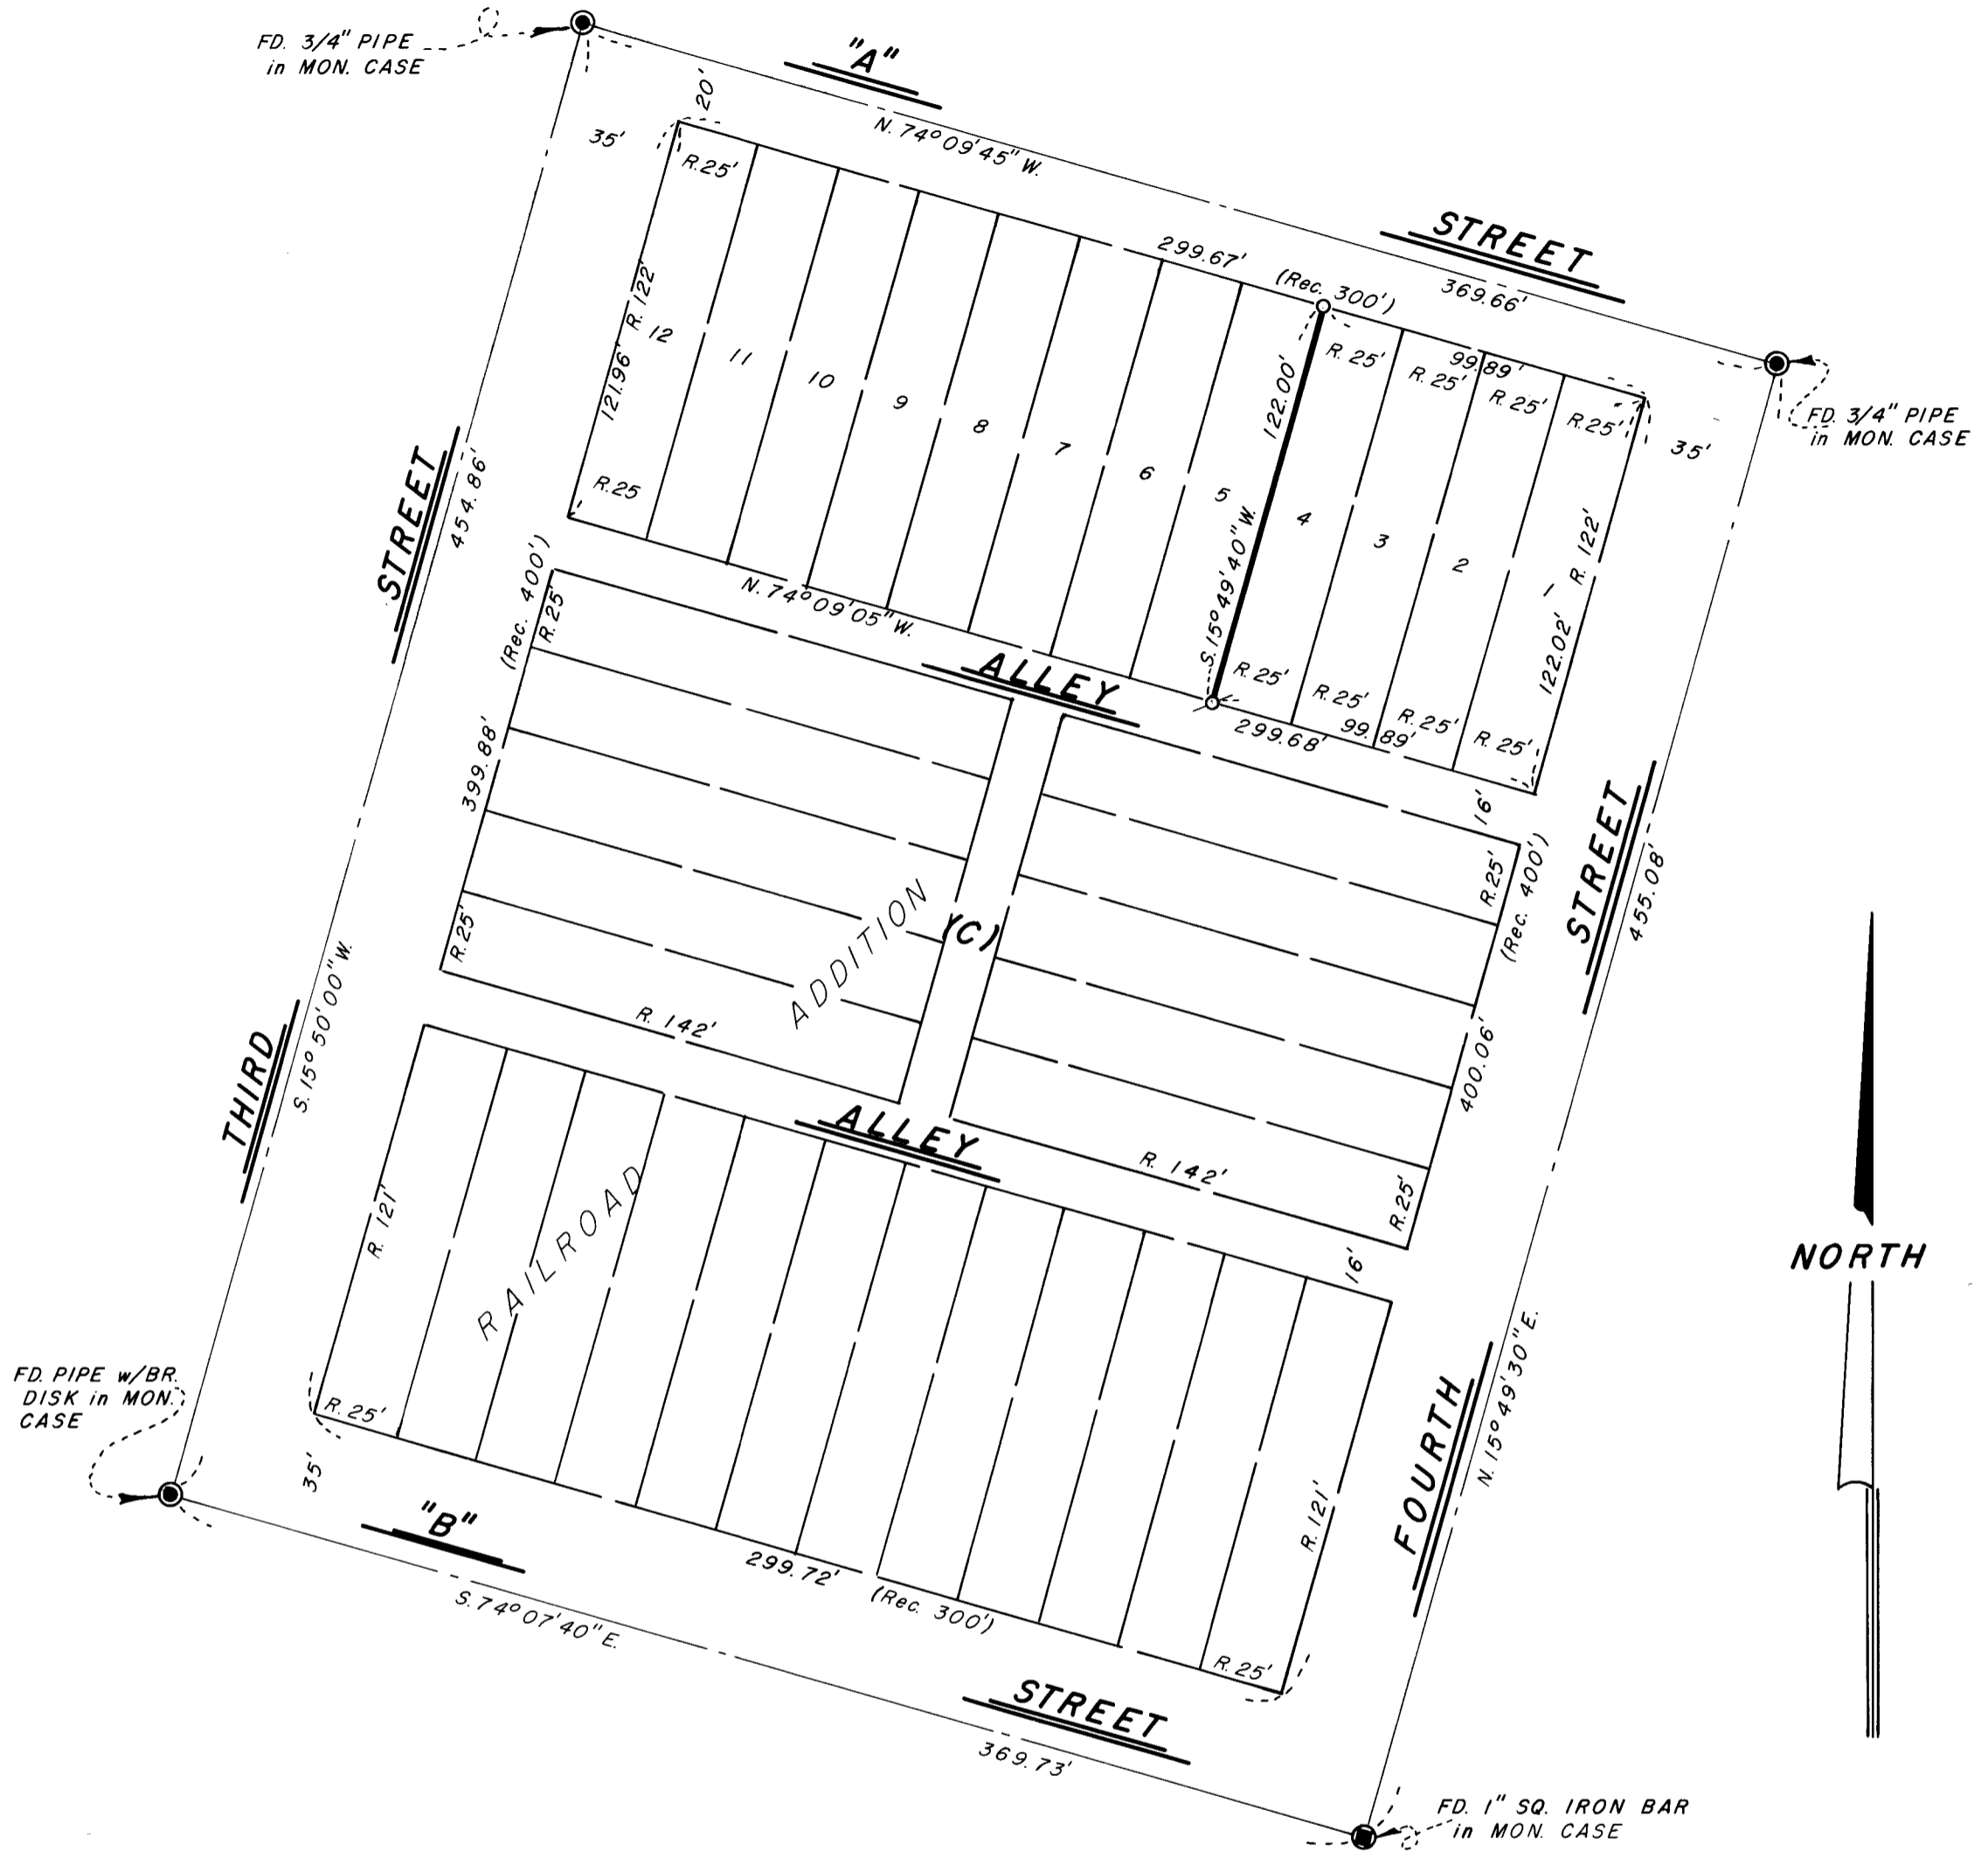 FD. 3/4" PIPE
in MON. CASE
"A"
20'
35'
N. 74°09'45" W.
R. 25'
STREET
369.66'
299.67'
(Rec. 300')
FD. 3/4" PIPE
in MON. CASE
35'
R. 122'
121.96'
12
11
10
9
8
7
6
5
4
3
2
1
122.00'
S. 15°49'40" W.
R. 25'
R. 25'
R. 25'
R. 25'
99.89'
R. 122'
122.02'
R. 25
N. 74°09'05" W.
R. 25'
R. 25'
R. 25'
R. 25'
299.68'
99.89'
ALLEY
16'
STREET
454.86'
(Rec. 400')
R. 25'
399.88'
R. 25'
R. 142'
ADDITION
(C)
R. 25'
(Rec. 400')
STREET
455.08'
400.06'
THIRD
S. 15°50'00" W.
ALLEY
R. 142'
R. 25'
16'
RAILROAD
R. 121'
NORTH
FD. PIPE w/BR.
DISK in MON.
CASE
R. 25'
35'
"B"
S. 74°07'40" E.
299.72'
(Rec. 300')
R. 121'
R. 25'
FOURTH
N. 15°49'30" E.
STREET
369.73'
FD. 1" SQ. IRON BAR
in MON. CASE